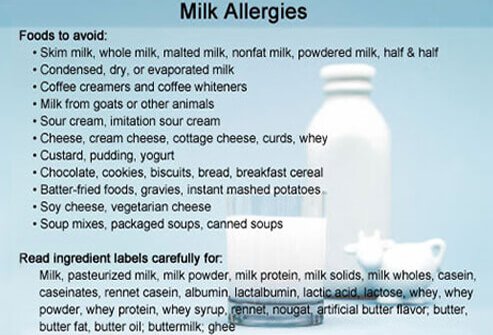 Milk Allergies
Foods to avoid:
• Skim milk, whole milk, malted milk, nonfat milk, powdered milk, half & half
• Condensed, dry, or evaporated milk
• Coffee creamers and coffee whiteners
• Milk from goats or other animals
• Sour cream, imitation sour cream
• Cheese, cream cheese, cottage cheese, curds, whey
• Custard, pudding, yogurt
• Chocolate, cookies, biscuits, bread, breakfast cereal
• Batter-fried foods, gravies, instant mashed potatoes
• Soy cheese, vegetarian cheese
• Soup mixes, packaged soups, canned soups
Read ingredient labels carefully for:
Milk, pasteurized milk, milk powder, milk protein, milk solids, milk wholes, casein,
caseinates, rennet casein, albumin, lactalbumin, lactic acid, lactose, whey, whey
powder, whey protein, whey syrup, rennet, nougat, artificial butter flavor; butter,
butter fat, butter oil; buttermilk; ghee